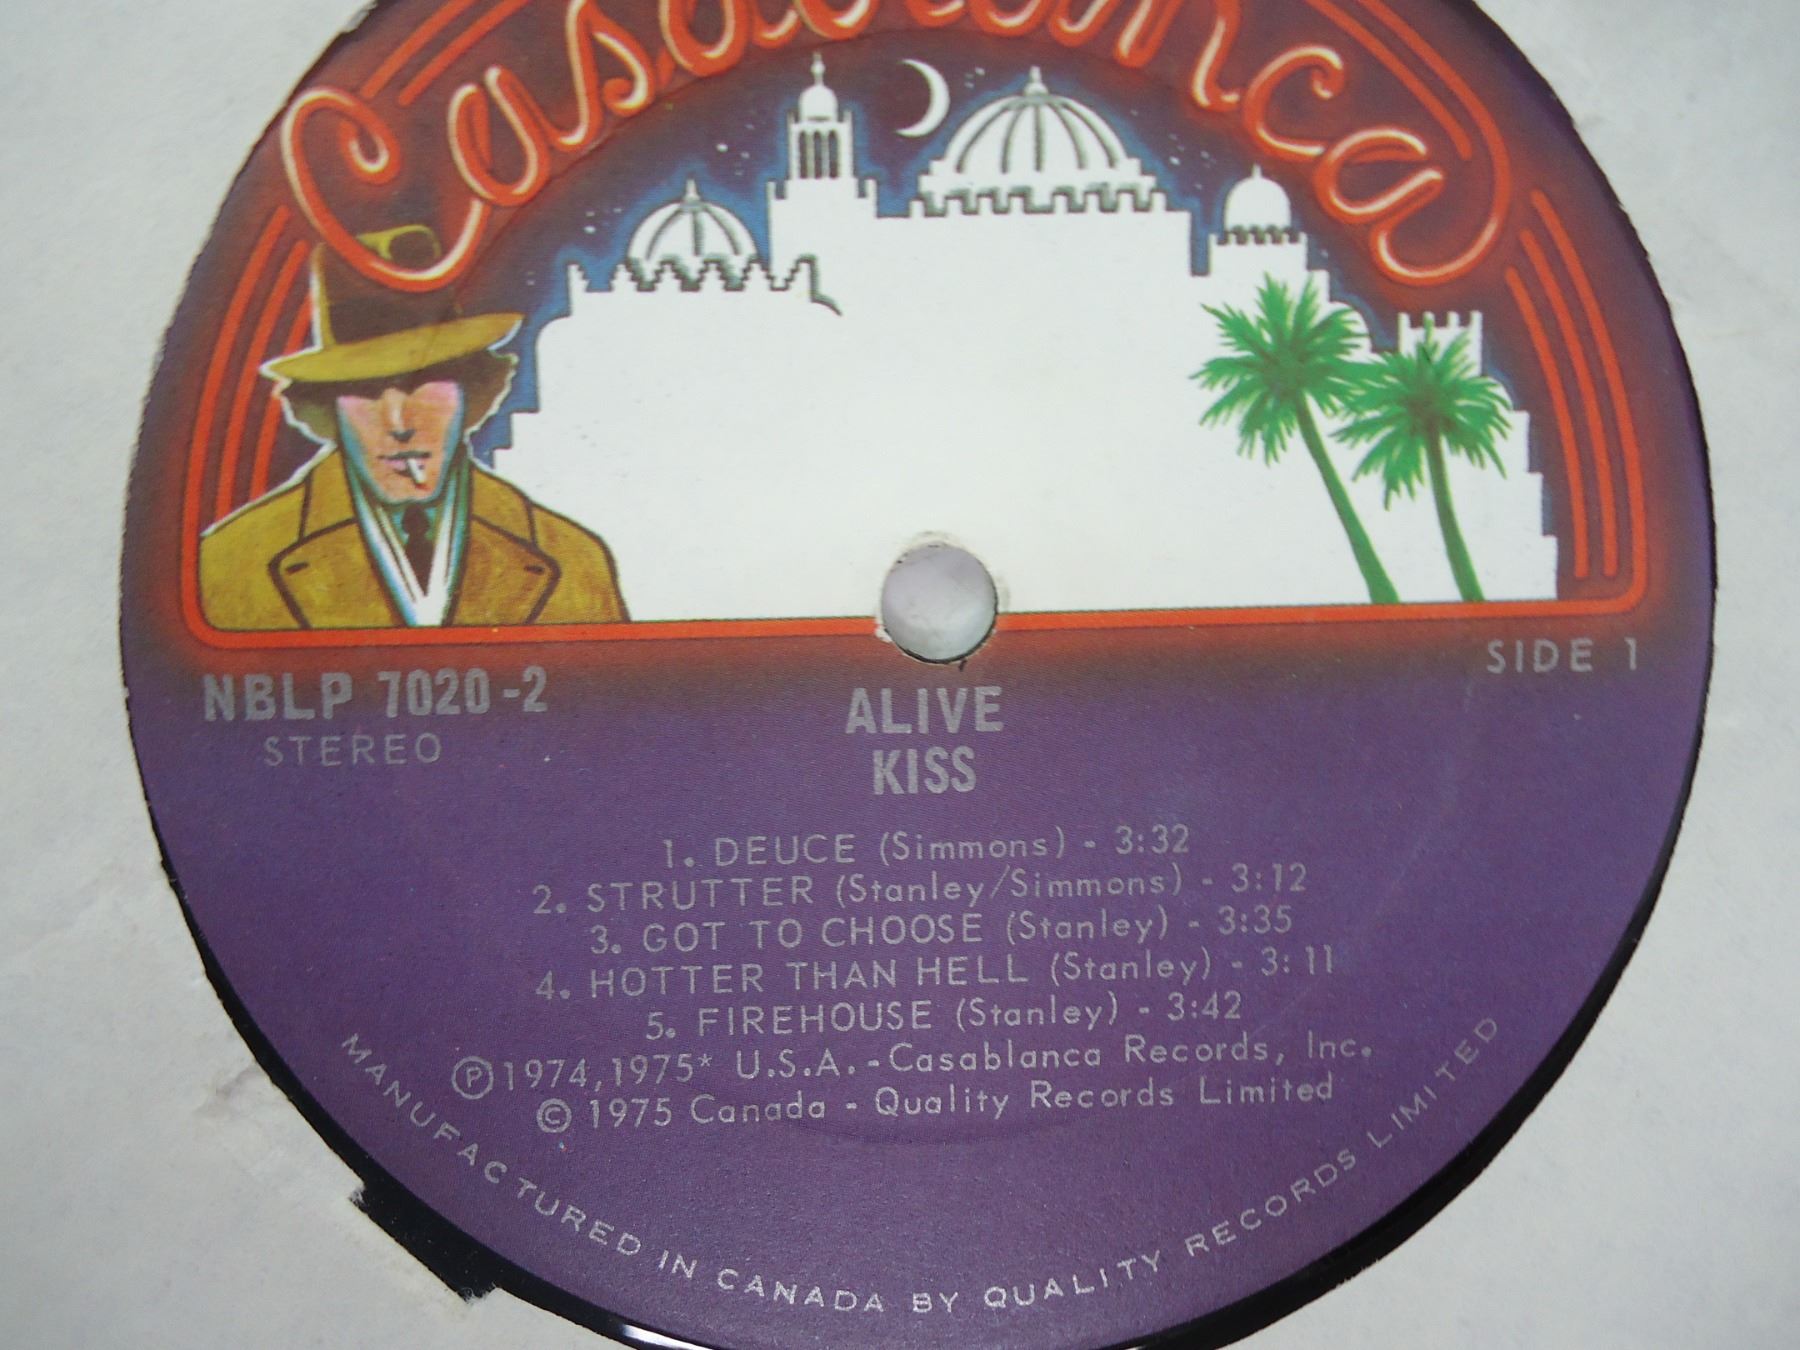 Casablanca
SIDE 1
NBLP 7020-2
STEREO
ALIVE
KISS
1. DEUCE (Simmons) - 3:32
2. STRUTTER (Stanley/Simmons) - 3:12
3. GOT TO CHOOSE (Stanley) - 3:35
4. HOTTER THAN HELL (Stanley) - 3: 11
5. FIREHOUSE (Stanley) - 3:42
Ⓟ1974,1975* U.S.A.-Casablanca Records, Inc.
© 1975 Canada - Quality Records Limited
MANUFACTURED IN CANADA BY QUALITY RECORDS LIMITED